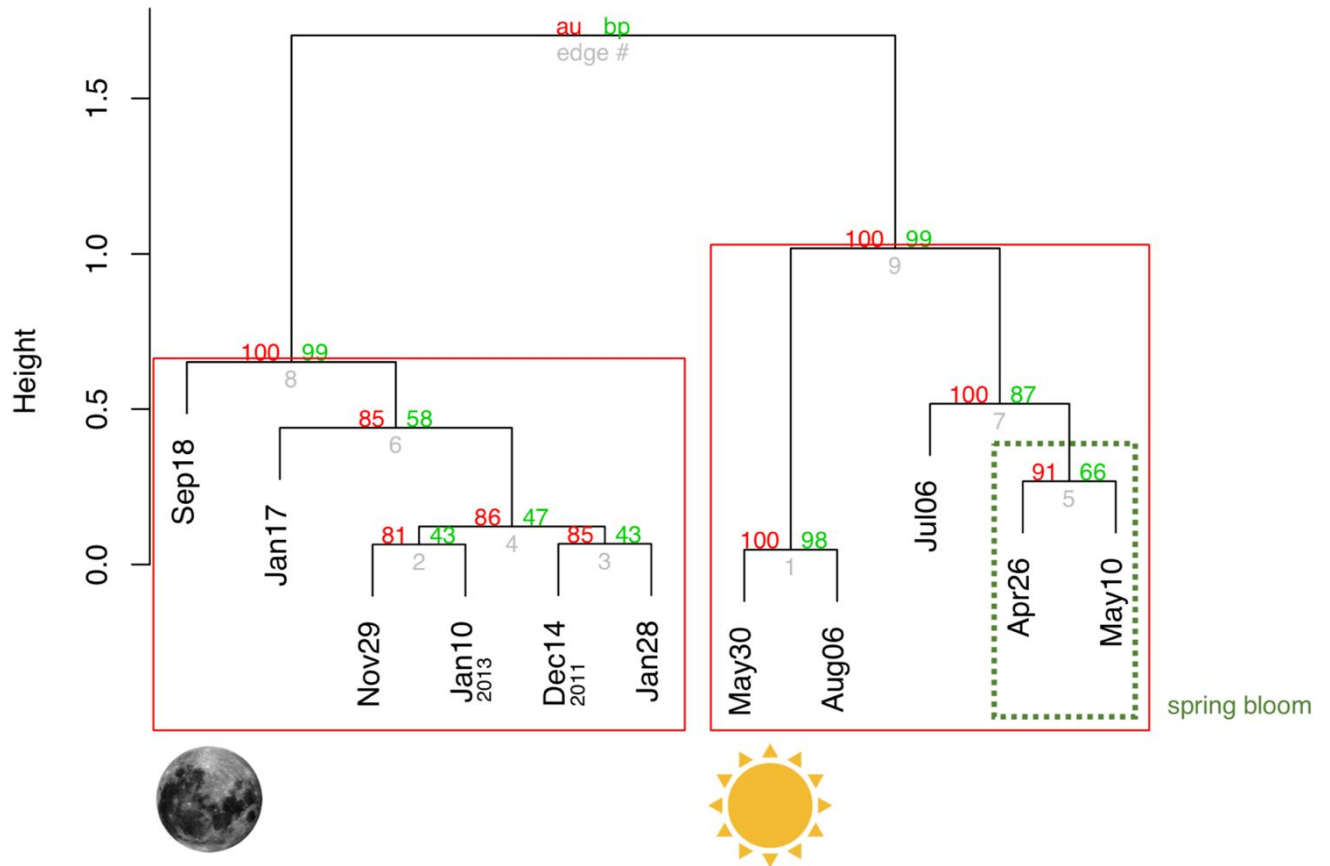 au bp
edge #
1.5
1.0
0.5
0.0
Height
100 99
9
100 99
8
100 87
7
85 58
6
91 66
5
86 47
4
81 43
2
85 43
3
100 98
1
Sep18
Jan17
Nov29
Jan10
2013
Dec14
2011
Jan28
May30
Aug06
Jul06
Apr26
May10
spring bloom